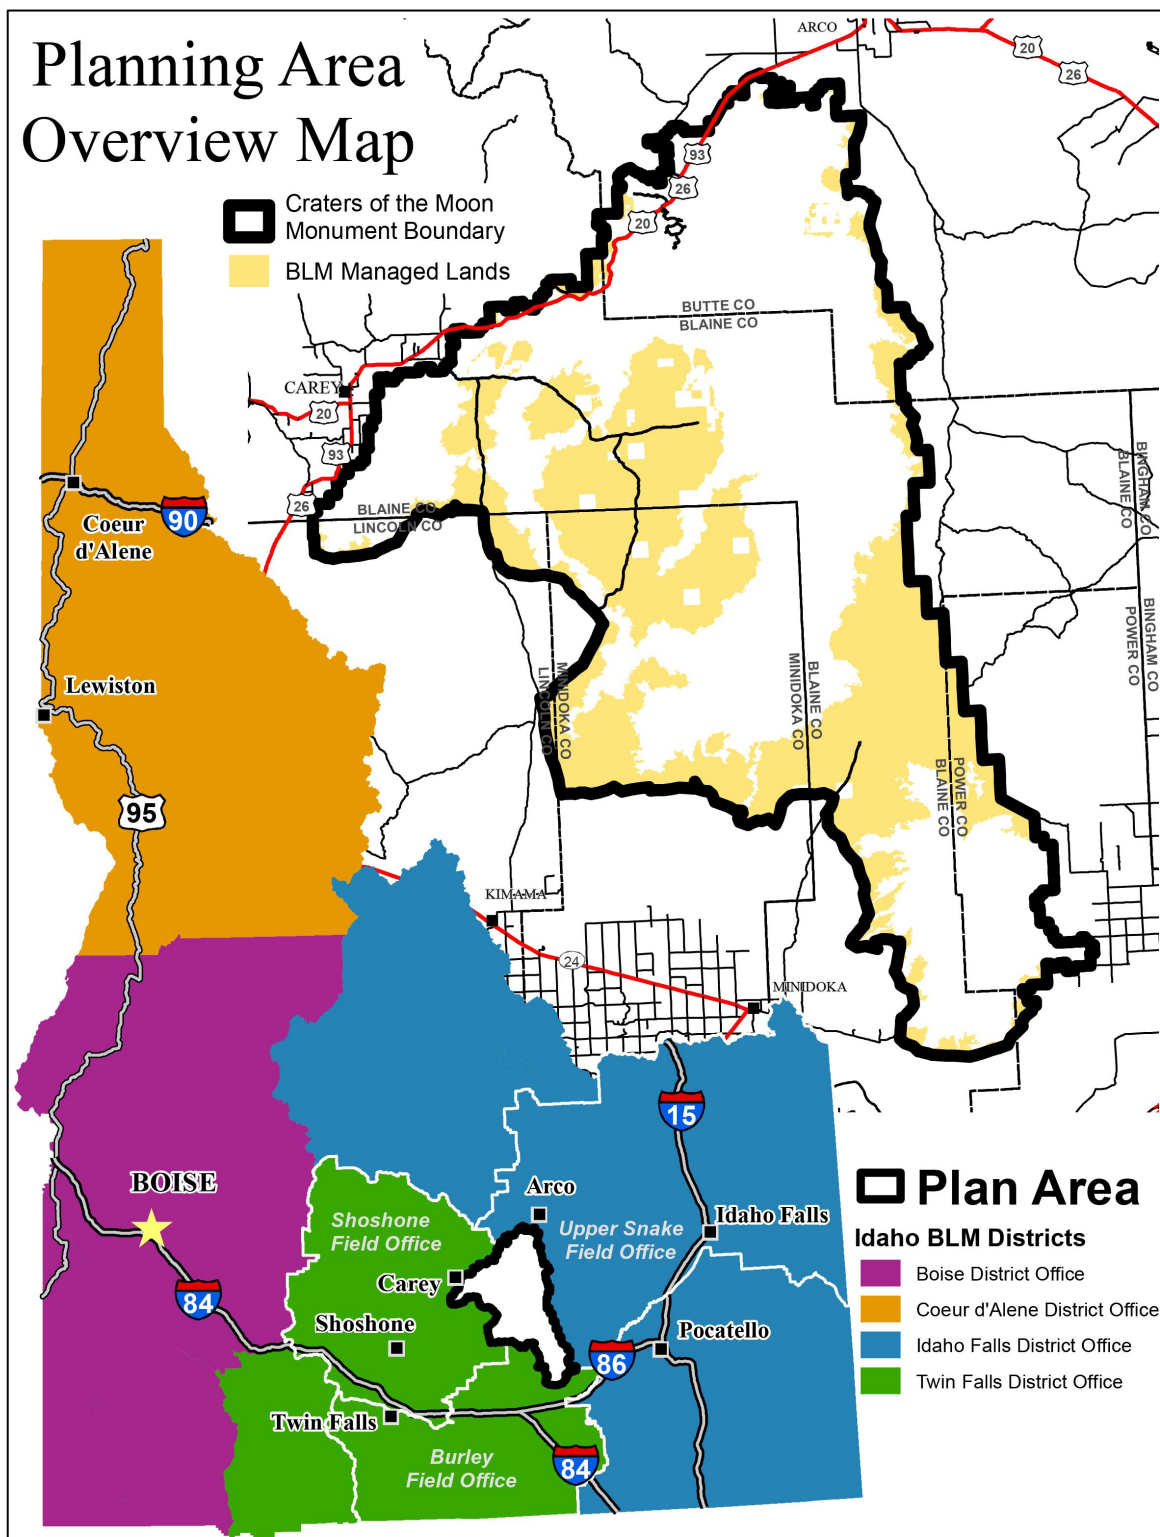 Planning Area
Overview Map
Craters of the Moon
Monument Boundary
BLM Managed Lands
ARCO
20
26
93
26
20
BUTTE CO
BLAINE CO
CAREY
20
93
26
BLAINE CO
LINCOLN CO
BINGHAM CO
BLAINE CO
BINGHAM CO
POWER CO
MINIDOKA CO
LINCOLN CO
BLAINE CO
MINIDOKA CO
POWER CO
BLAINE CO
KIMAMA
24
MINIDOKA
90
Coeur
d'Alene
Lewiston
95
15
BOISE
84
Arco
Shoshone
Field Office
Upper Snake
Field Office
Idaho Falls
Carey
Shoshone
Pocatello
86
Twin Falls
Burley
Field Office
84
Plan Area
Idaho BLM Districts
Boise District Office
Coeur d'Alene District Office
Idaho Falls District Office
Twin Falls District Office